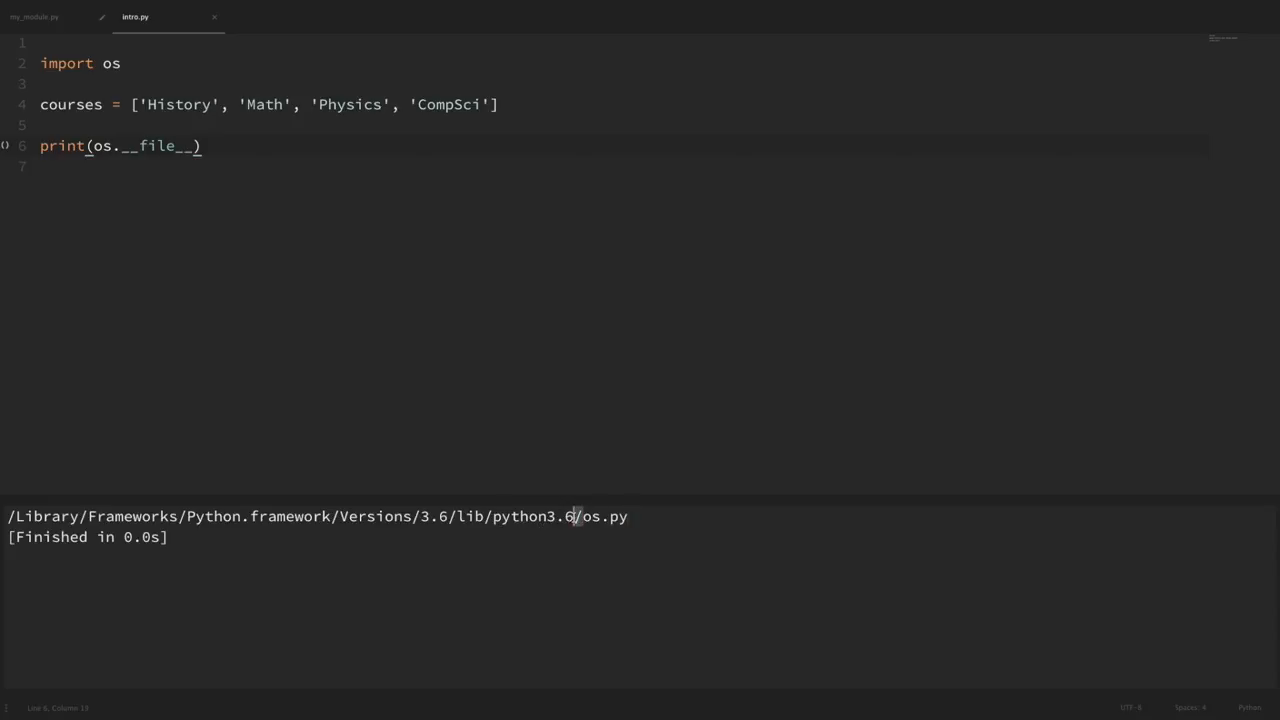 my_module.py intro.py ×
1
2 import os
3
4 courses = ['History', 'Math', 'Physics', 'CompSci']
5
() 6 print(os.__file__)
7
/Library/Frameworks/Python.framework/Versions/3.6/lib/python3.6/os.py
[Finished in 0.0s]
Line 6, Column 13 UTF-8 Spaces: 4 Python